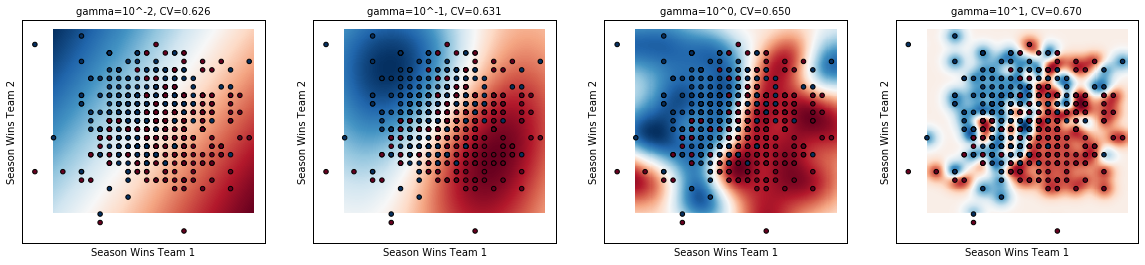 gamma=10^-2, CV=0.626
gamma=10^-1, CV=0.631
gamma=10^0, CV=0.650
gamma=10^1, CV=0.670
Season Wins Team 2
Season Wins Team 2
Season Wins Team 2
Season Wins Team 2
Season Wins Team 1
Season Wins Team 1
Season Wins Team 1
Season Wins Team 1